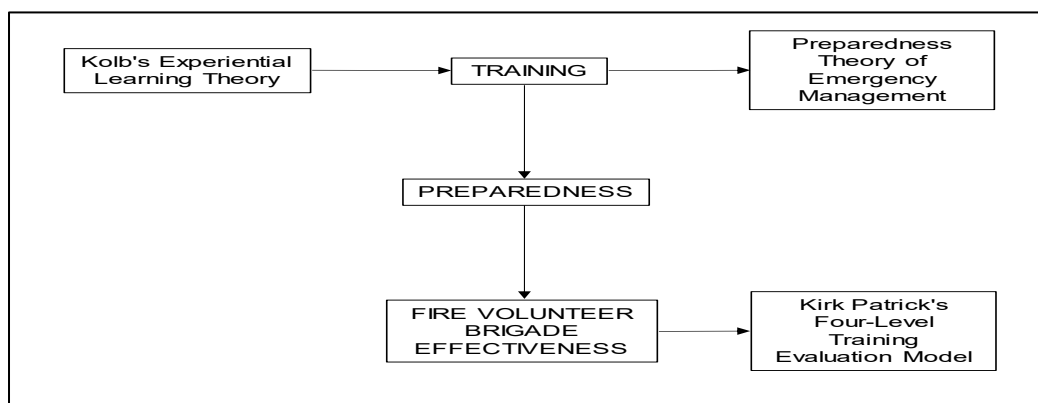 Kolb's Experiential
Learning Theory
TRAINING
Preparedness
Theory of
Emergency
Management
PREPAREDNESS
FIRE VOLUNTEER
BRIGADE
EFFECTIVENESS
Kirk Patrick's
Four-Level
Training
Evaluation Model